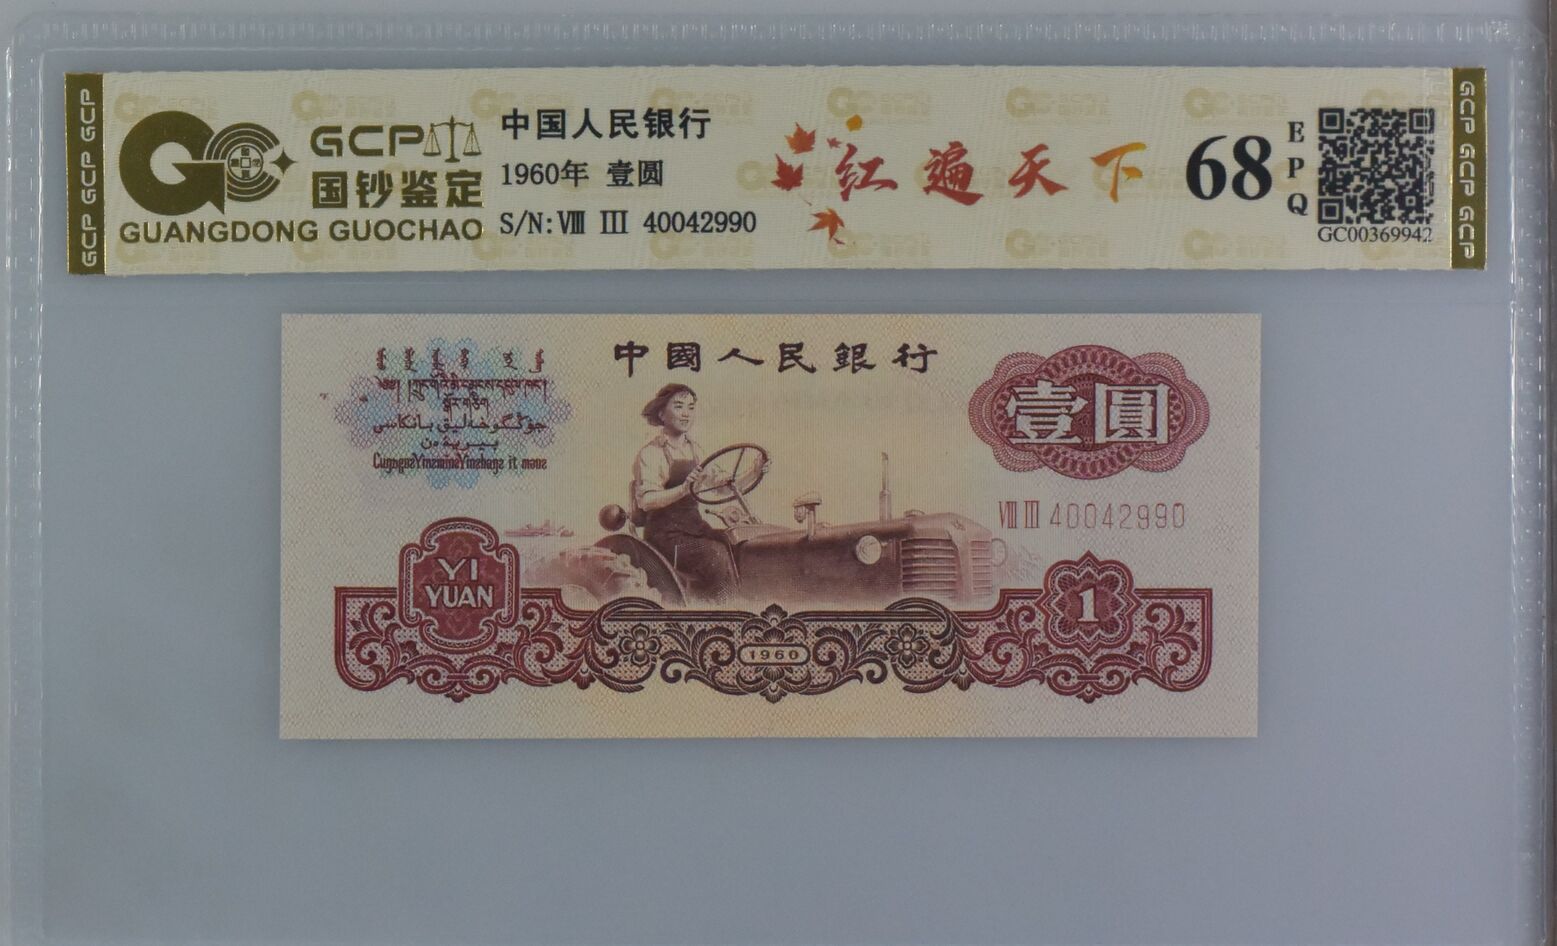 GCP GCP GCP
GCP
国钞鉴定
GUANGDONG GUOCHAO
中国人民银行
1960年 壹圆
S/N: Ⅷ Ⅲ 40042990
红遍天下
68
EPQ
GC00369942
GCP GCP GCP
中國人民銀行
壹圓
Ⅷ Ⅲ 40042990
YI
YUAN
1
1960